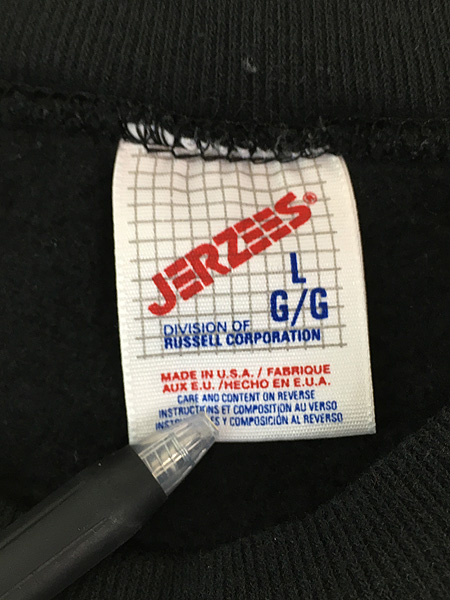 JERZEES®
L
G/G
DIVISION OF
RUSSELL CORPORATION
MADE IN U.S.A. / FABRIQUE
AUX E.U. / HECHO EN E.U.A.
CARE AND CONTENT ON REVERSE
INSTRUCTIONS ET COMPOSITION AU VERSO
Y COMPOSICIÓN AL REVERSO